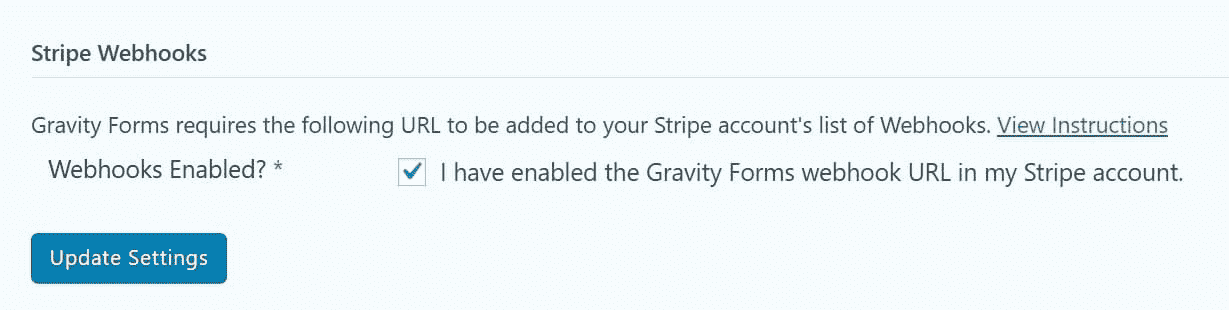 Stripe Webhooks
Gravity Forms requires the following URL to be added to your Stripe account's list of Webhooks. View Instructions
Webhooks Enabled? * I have enabled the Gravity Forms webhook URL in my Stripe account.
Update Settings